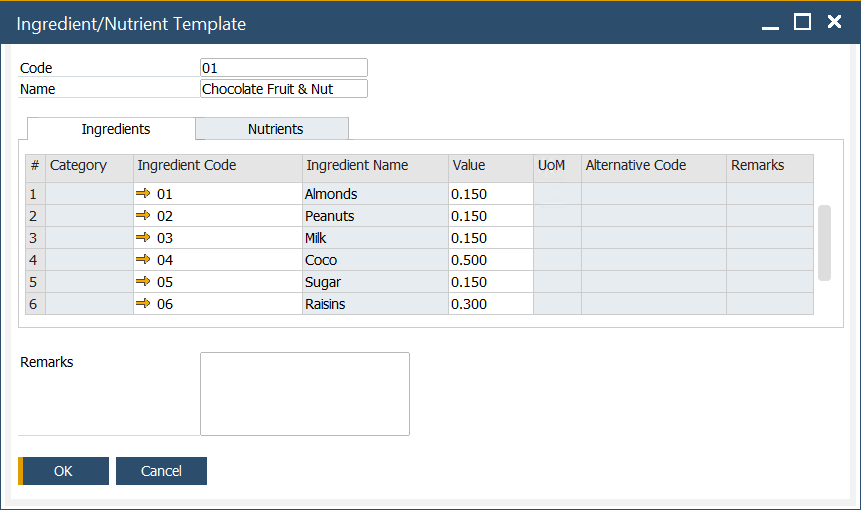 Ingredient/Nutrient Template
Code 01
Name Chocolate Fruit & Nut
Ingredients Nutrients
# Category Ingredient Code Ingredient Name Value UoM Alternative Code Remarks
1 01 Almonds 0.150
2 02 Peanuts 0.150
3 03 Milk 0.150
4 04 Coco 0.500
5 05 Sugar 0.150
6 06 Raisins 0.300
Remarks
OK Cancel